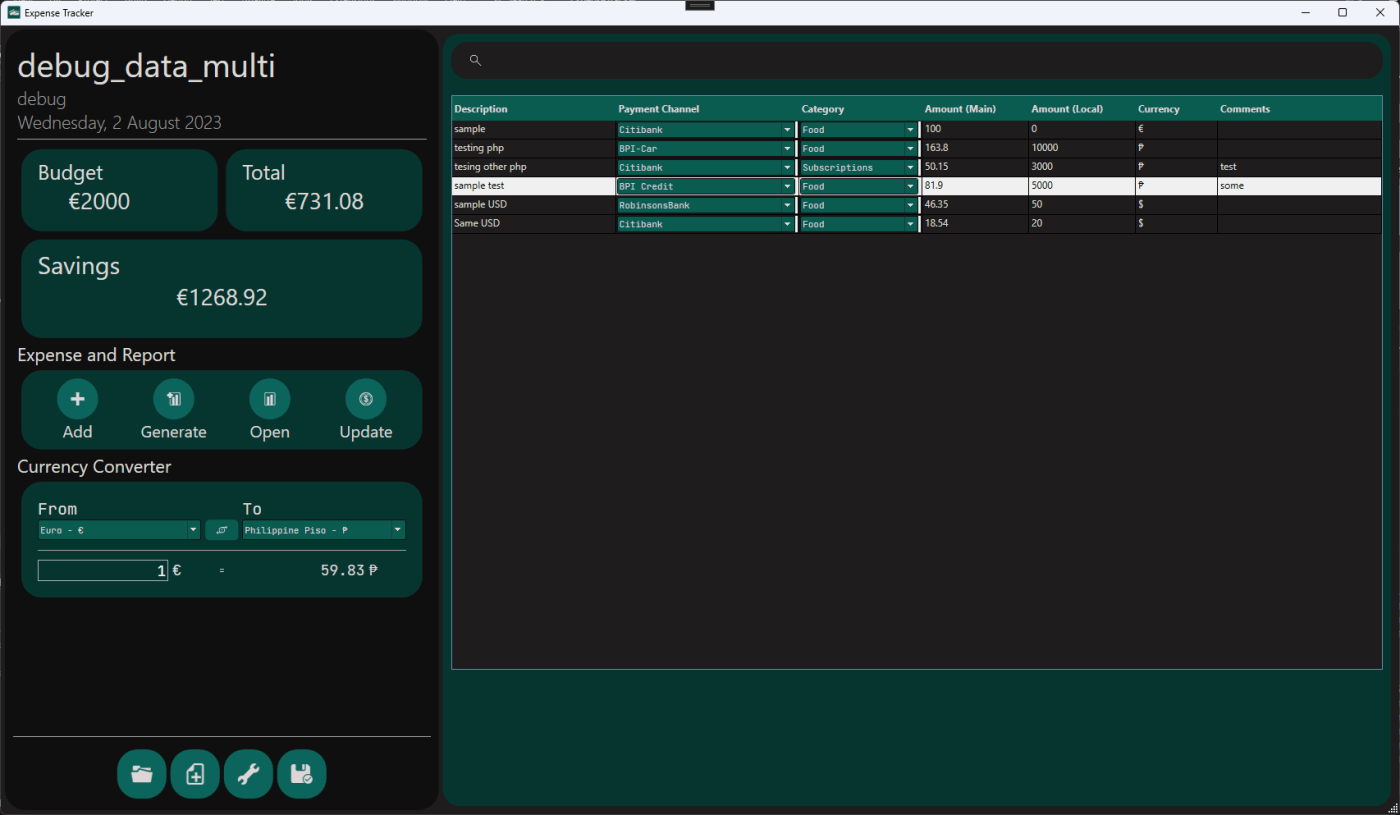 Expense Tracker
debug_data_multi
debug
Wednesday, 2 August 2023
Budget
€2000
Total
€731.08
Savings
€1268.92
Expense and Report
Add
Generate
Open
Update
Currency Converter
From To
Euro - € Philippine Piso - ₱
1 € = 59.83 ₱
Description Payment Channel Category Amount (Main) Amount (Local) Currency Comments
sample Citibank Food 100 0 €
testing php BPI-Car Food 163.8 10000 ₱
tesing other php Citibank Subscriptions 50.15 3000 ₱ test
sample test BPI Credit Food 81.9 5000 ₱ some
sample USD RobinsonsBank Food 46.35 50 $
Same USD Citibank Food 18.54 20 $